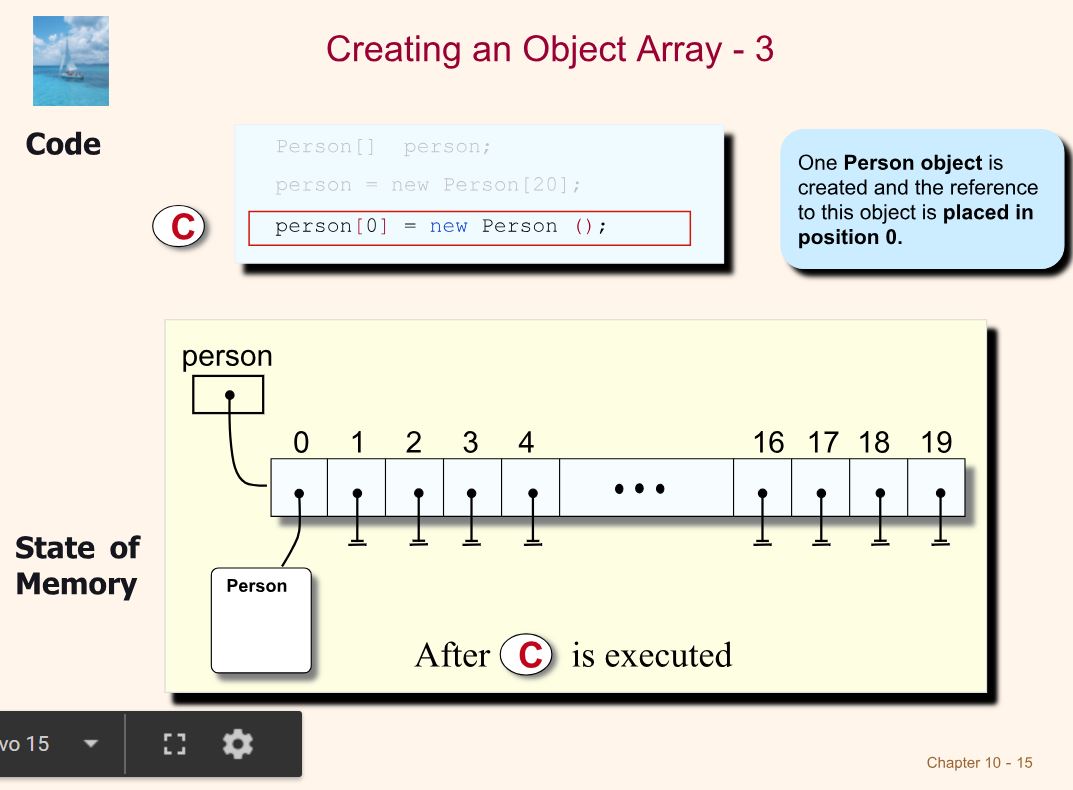 Creating an Object Array - 3
Code
Person[]  person;
person = new Person[20];
C
person[0] = new Person ();
One Person object is
created and the reference
to this object is placed in
position 0.
person
0 1 2 3 4 16 17 18 19
• • •
State of
Memory
Person
After C is executed
vo 15
Chapter 10 - 15